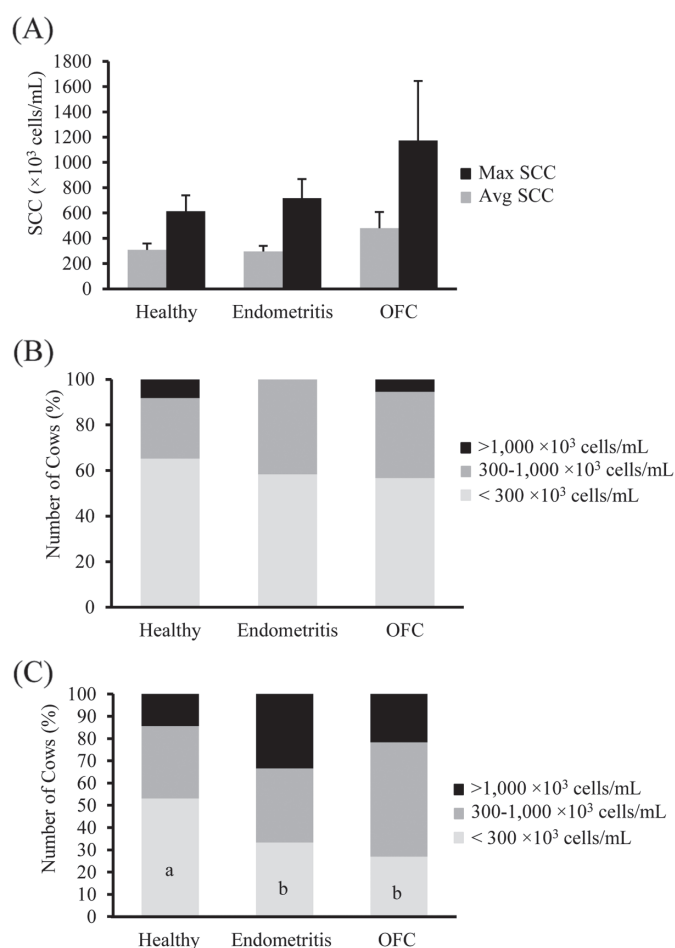 (A)
1800
1600
1400
1200
1000
800
600
400
200
0
SCC (×10³ cells/mL)
Max SCC
Avg SCC
Healthy Endometritis OFC
(B)
100
80
60
40
20
0
Number of Cows (%)
>1,000 ×10³ cells/mL
300-1,000 ×10³ cells/mL
< 300 ×10³ cells/mL
Healthy Endometritis OFC
(C)
100
90
80
70
60
50
40
30
20
10
0
Number of Cows (%)
>1,000 ×10³ cells/mL
300-1,000 ×10³ cells/mL
< 300 ×10³ cells/mL
a b b
Healthy Endometritis OFC